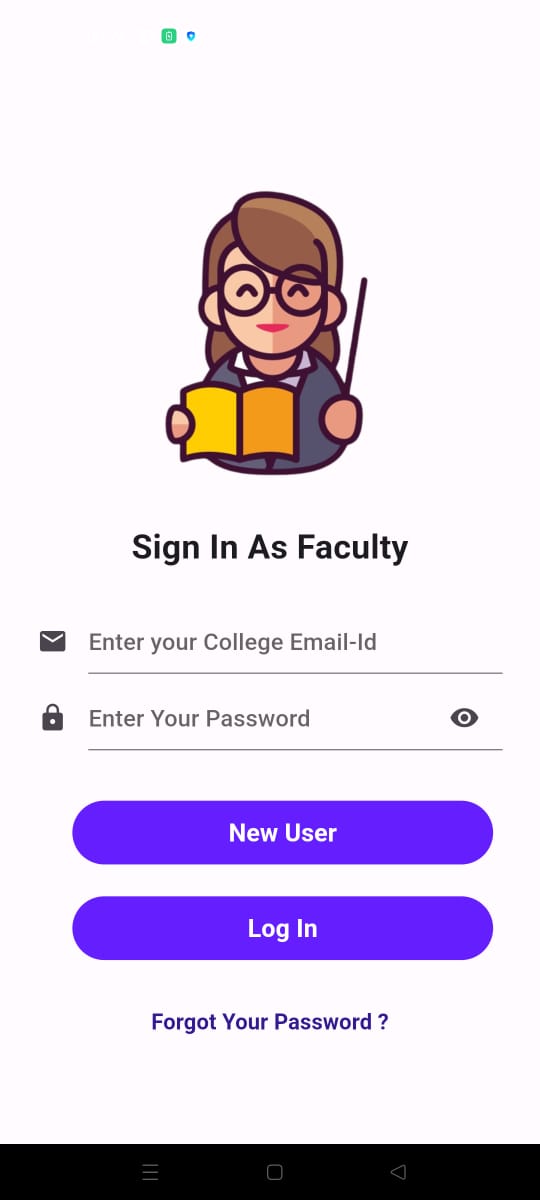 Sign In As Faculty
Enter your College Email-Id
Enter Your Password
New User
Log In
Forgot Your Password ?